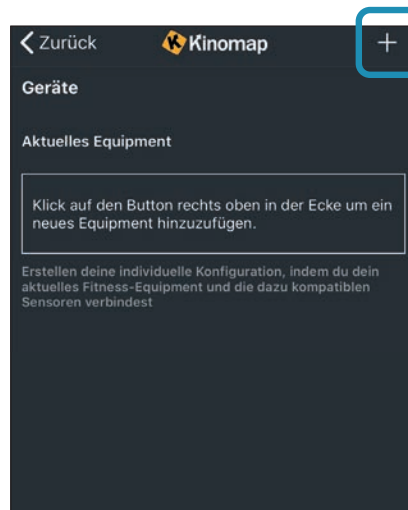 Zurück Kinomap +
Geräte
Aktuelles Equipment
Klick auf den Button rechts oben in der Ecke um ein
neues Equipment hinzuzufügen.
Erstellen deine individuelle Konfiguration, indem du dein
aktuelles Fitness-Equipment und die dazu kompatiblen
Sensoren verbindest